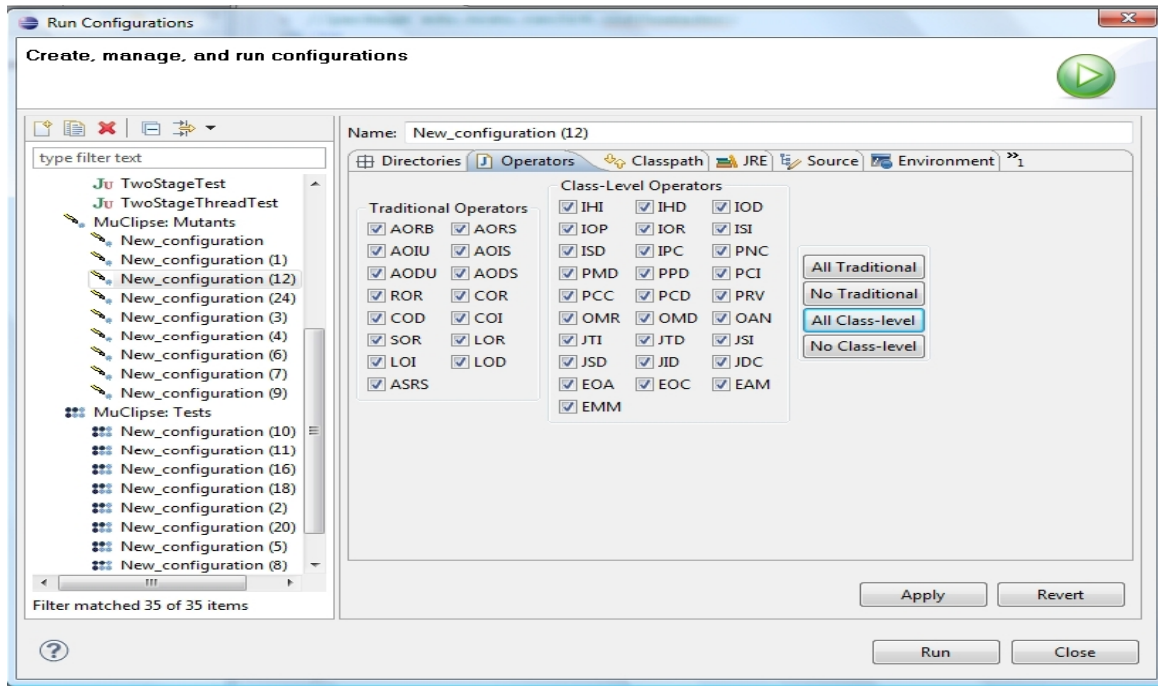 Run Configurations
Create, manage, and run configurations
type filter text
Ju TwoStageTest
Ju TwoStageThreadTest
MuClipse: Mutants
New_configuration
New_configuration (1)
New_configuration (12)
New_configuration (24)
New_configuration (3)
New_configuration (4)
New_configuration (6)
New_configuration (7)
New_configuration (9)
MuClipse: Tests
New_configuration (10)
New_configuration (11)
New_configuration (16)
New_configuration (18)
New_configuration (2)
New_configuration (20)
New_configuration (5)
New_configuration (8)
Filter matched 35 of 35 items
Name: New_configuration (12)
Directories J Operators Classpath JRE Source Environment »1
Traditional Operators
AORB AORS
AOIU AOIS
AODU AODS
ROR COR
COD COI
SOR LOR
LOI LOD
ASRS
Class-Level Operators
IHI IHD IOD
IOP IOR ISI
ISD IPC PNC
PMD PPD PCI
PCC PCD PRV
OMR OMD OAN
JTI JTD JSI
JSD JID JDC
EOA EOC EAM
EMM
All Traditional
No Traditional
All Class-level
No Class-level
Apply Revert
? Run Close